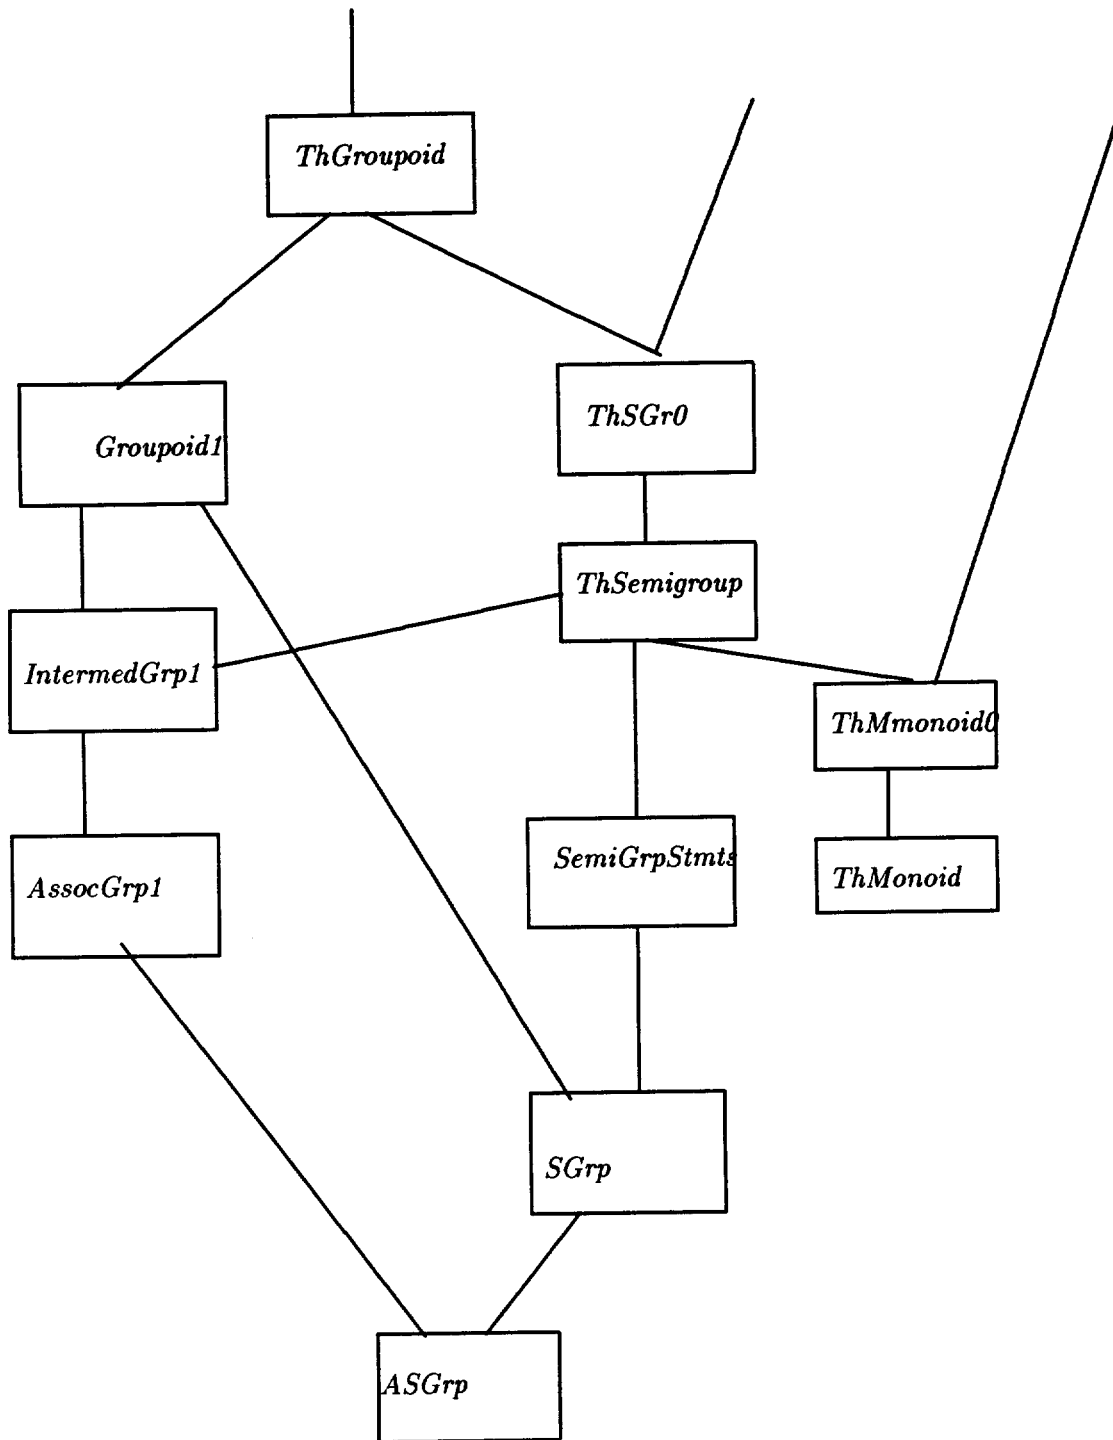 ThGroupoid
ThSGr0
Groupoid1
ThSemigroup
IntermedGrp1
ThMmonoid0
SemiGrpStmts
ThMonoid
AssocGrp1
SGrp
ASGrp